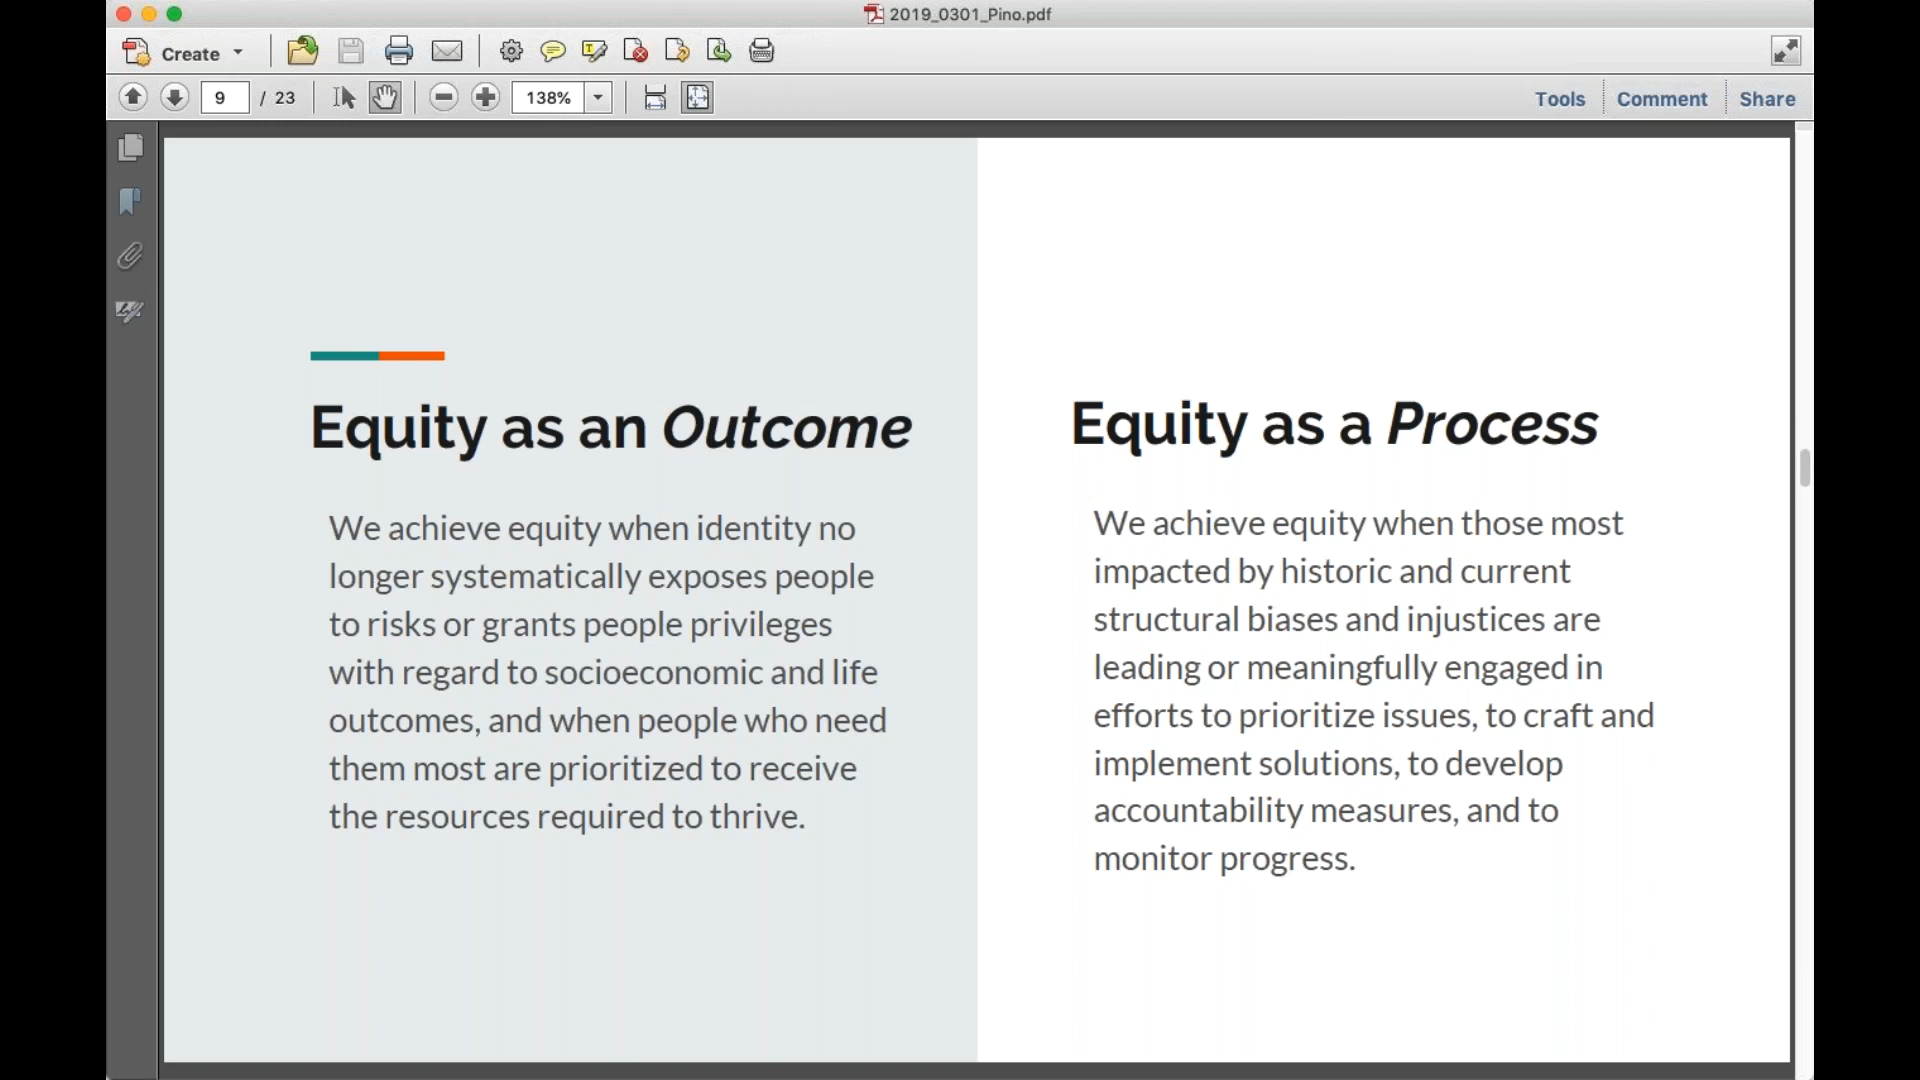 2019_0301_Pino.pdf
Create
9 / 23
138%
Tools
Comment
Share
Equity as an Outcome
We achieve equity when identity no
longer systematically exposes people
to risks or grants people privileges
with regard to socioeconomic and life
outcomes, and when people who need
them most are prioritized to receive
the resources required to thrive.
Equity as a Process
We achieve equity when those most
impacted by historic and current
structural biases and injustices are
leading or meaningfully engaged in
efforts to prioritize issues, to craft and
implement solutions, to develop
accountability measures, and to
monitor progress.